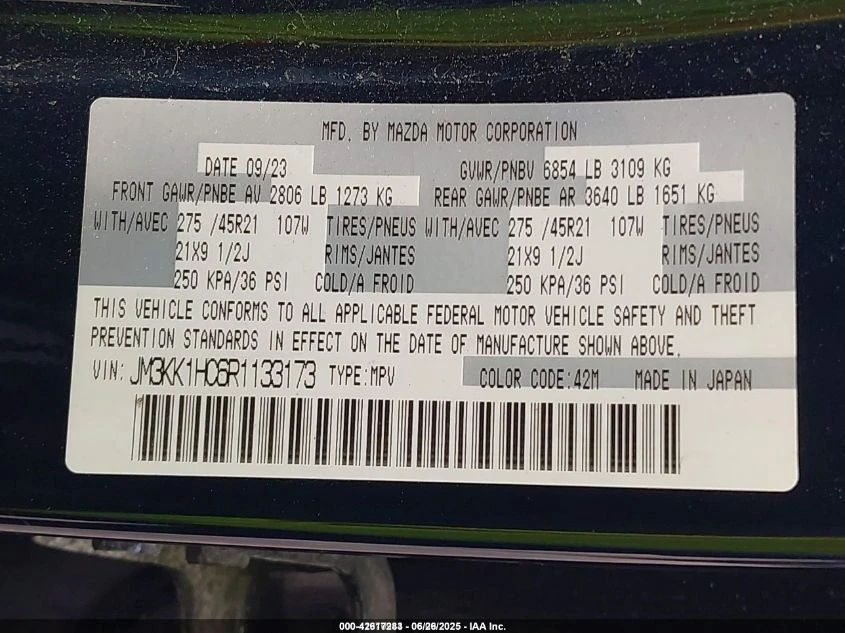 MFD. BY MAZDA MOTOR CORPORATION
DATE 09/23 GVWR/PNBV 6854 LB 3109 KG
FRONT GAWR/PNBE AV 2806 LB 1273 KG REAR GAWR/PNBE AR 3640 LB 1651 KG
WITH/AVEC 275 /45R21 107W TIRES/PNEUS WITH/AVEC 275 /45R21 107W TIRES/PNEUS
21X9 1/2J RIMS/JANTES 21X9 1/2J RIMS/JANTES
250 KPA/36 PSI COLD/A FROID 250 KPA/36 PSI COLD/A FROID
THIS VEHICLE CONFORMS TO ALL APPLICABLE FEDERAL MOTOR VEHICLE SAFETY AND THEFT
PREVENTION STANDARDS IN EFFECT ON THE DATE OF MANUFACTURE SHOWN ABOVE.
VIN: JM3KK1HC6R1133173 TYPE:MPV COLOR CODE:42M MADE IN JAPAN
06/26/2025 - IAA Inc.